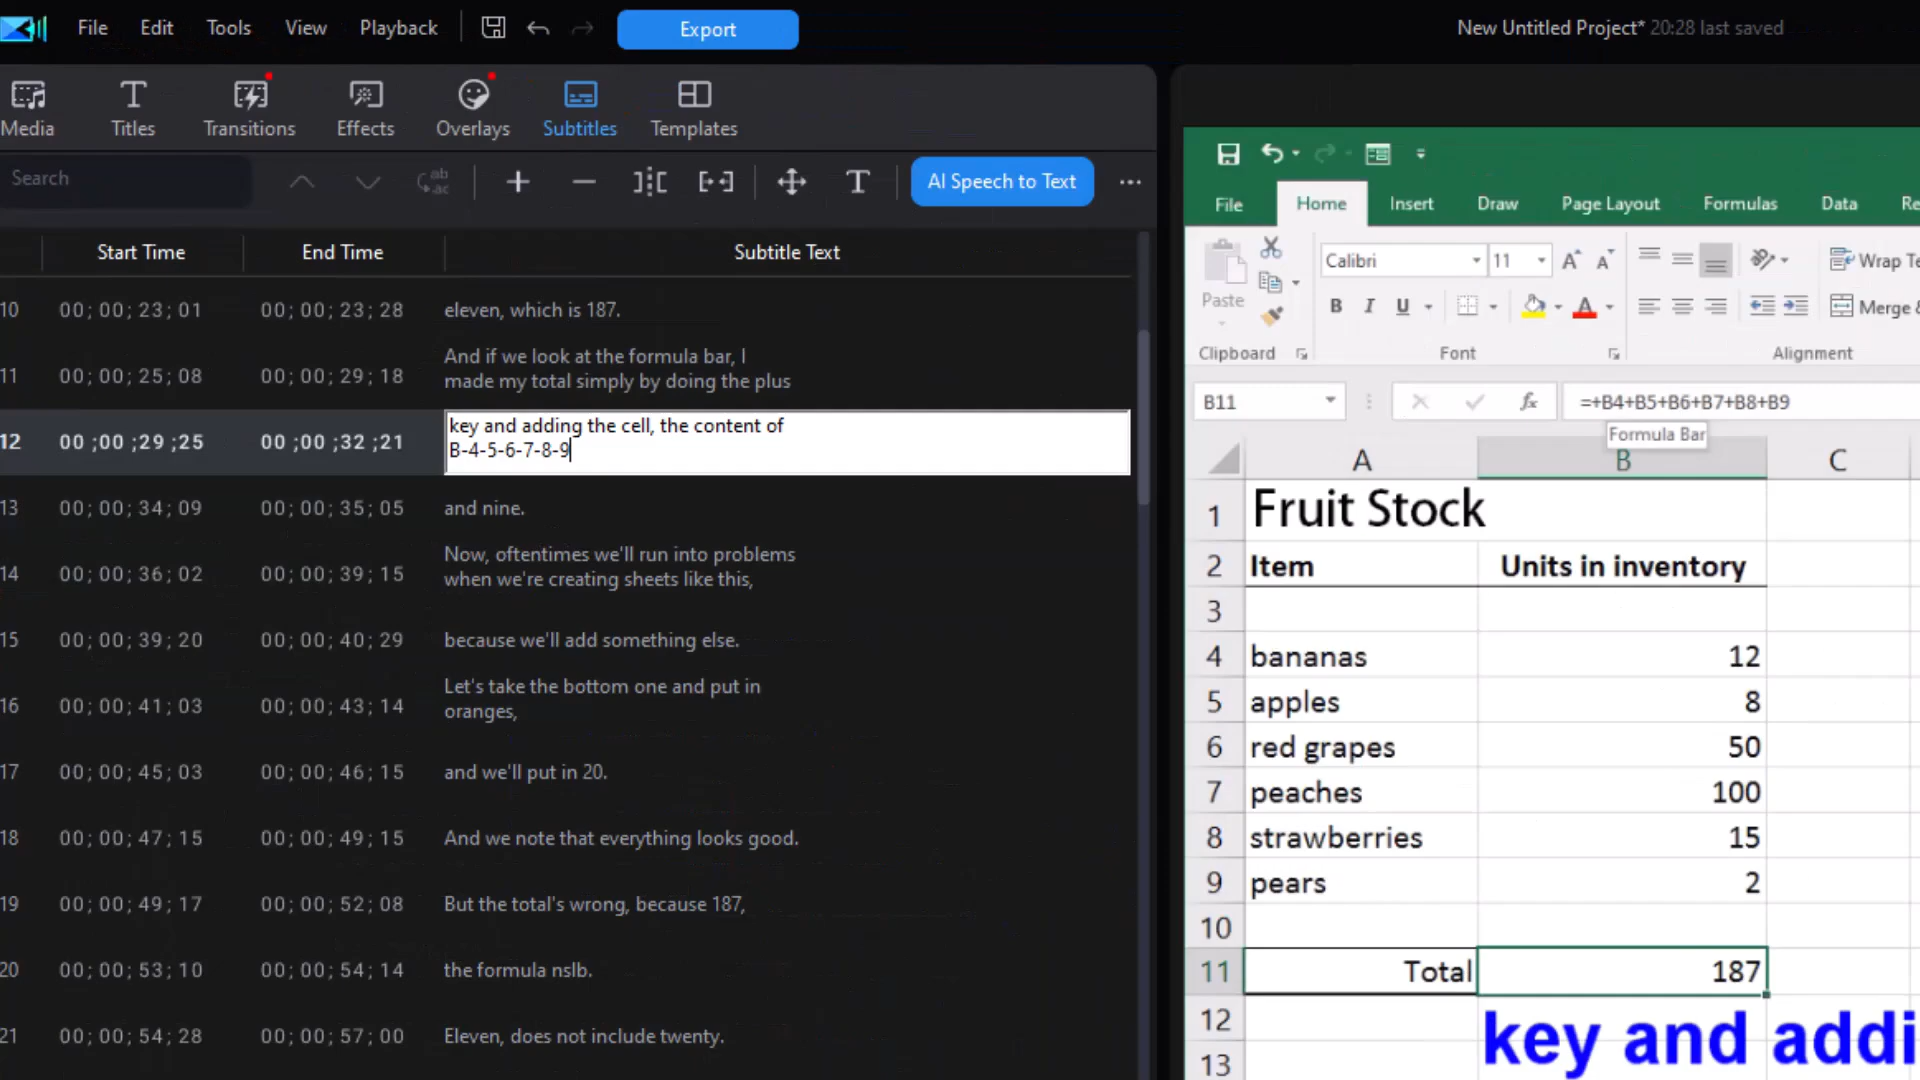 File Edit Tools View Playback Export New Untitled Project* 20:28 last saved
Media Titles Transitions Effects Overlays Subtitles Templates
Search ab ac T AI Speech to Text ...
Start Time End Time Subtitle Text
10 00; 00; 23; 01 00; 00; 23; 28 eleven, which is 187.
11 00; 00; 25; 08 00; 00; 29; 18 And if we look at the formula bar, I
made my total simply by doing the plus
12 00 ;00 ;29 ;25 00 ;00 ;32 ;21 key and adding the cell, the content of
B-4-5-6-7-8-9
13 00; 00; 34; 09 00; 00; 35; 05 and nine.
14 00; 00; 36; 02 00; 00; 39; 15 Now, oftentimes we'll run into problems
when we're creating sheets like this,
15 00; 00; 39; 20 00; 00; 40; 29 because we'll add something else.
16 00; 00; 41; 03 00; 00; 43; 14 Let's take the bottom one and put in
oranges,
17 00; 00; 45; 03 00; 00; 46; 15 and we'll put in 20.
18 00; 00; 47; 15 00; 00; 49; 15 And we note that everything looks good.
19 00; 00; 49; 17 00; 00; 52; 08 But the total's wrong, because 187,
20 00; 00; 53; 10 00; 00; 54; 14 the formula nslb.
21 00; 00; 54; 28 00; 00; 57; 00 Eleven, does not include twenty.
File Home Insert Draw Page Layout Formulas Data Re
Paste Calibri 11 A A Wrap Te
B I U A Merge &
Clipboard Font Alignment
B11 fx =+B4+B5+B6+B7+B8+B9
Formula Bar
A B C
1 Fruit Stock
2 Item Units in inventory
3
4 bananas 12
5 apples 8
6 red grapes 50
7 peaches 100
8 strawberries 15
9 pears 2
10
11 Total 187
12
13
key and addi